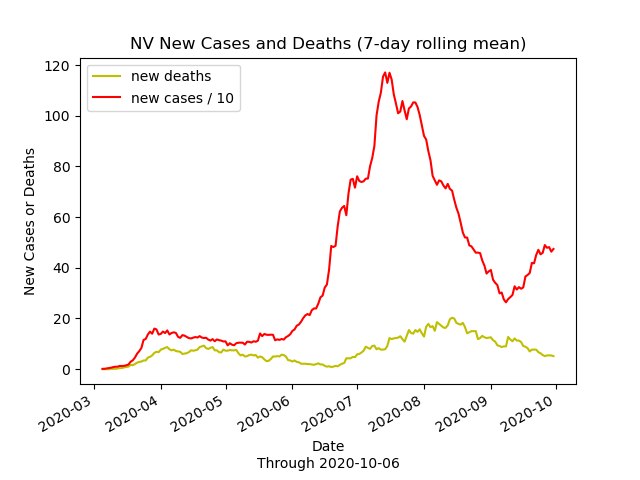 NV New Cases and Deaths (7-day rolling mean)
new deaths
new cases / 10
New Cases or Deaths
120
100
80
60
40
20
0
2020-03
2020-04
2020-05
2020-06
2020-07
2020-08
2020-09
2020-10
Date
Through 2020-10-06